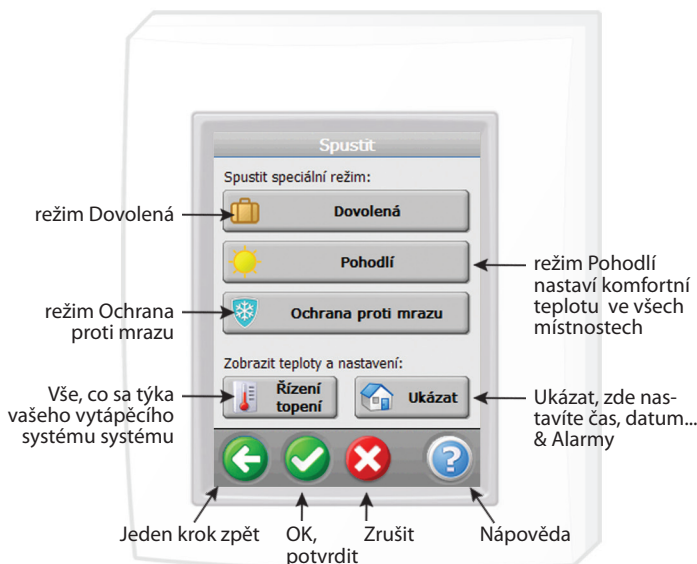 Spustit
Spustit speciální režim:
režim Dovolená
Dovolená
Pohodlí
režim Pohodlí
nastaví komfortní
teplotu ve všech
místnostech
režim Ochrana
proti mrazu
Ochrana proti mrazu
Zobrazit teploty a nastavení:
Vše, co sa týka
vašeho vytápěcího
systému systému
Řízení
topení
Ukázat
Ukázat, zde nas-
tavíte čas, datum...
& Alarmy
?
Jeden krok zpět
OK,
potvrdit
Zrušit
Nápověda